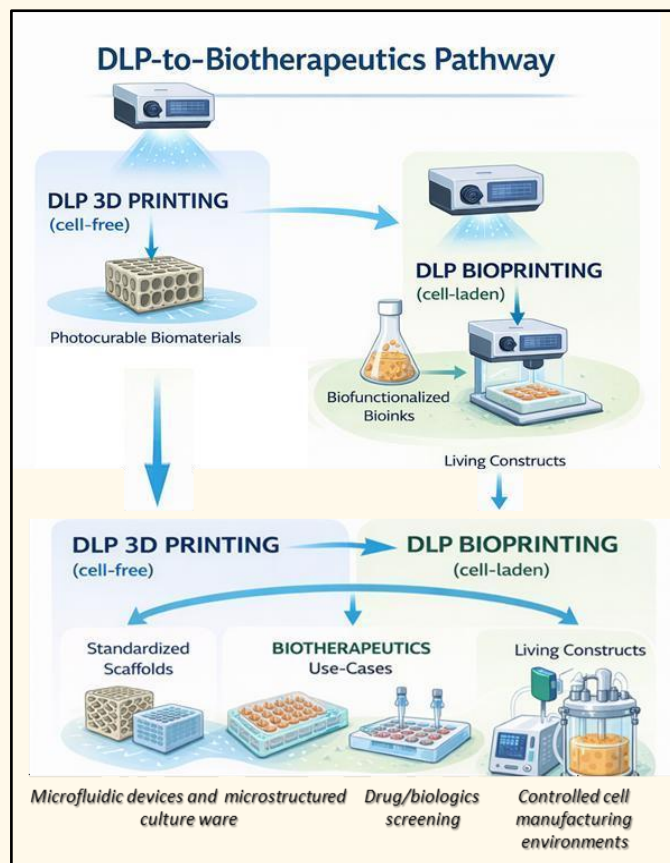 DLP-to-Biotherapeutics Pathway
DLP 3D PRINTING
(cell-free)
Photocurable Biomaterials
DLP BIOPRINTING
(cell-laden)
Biofunctionalized
Bioinks
Living Constructs
DLP 3D PRINTING
(cell-free)
DLP BIOPRINTING
(cell-laden)
Standardized
Scaffolds
BIOTHERAPEUTICS
Use-Cases
Living Constructs
Microfluidic devices and microstructured
culture ware
Drug/biologics
screening
Controlled cell
manufacturing
environments